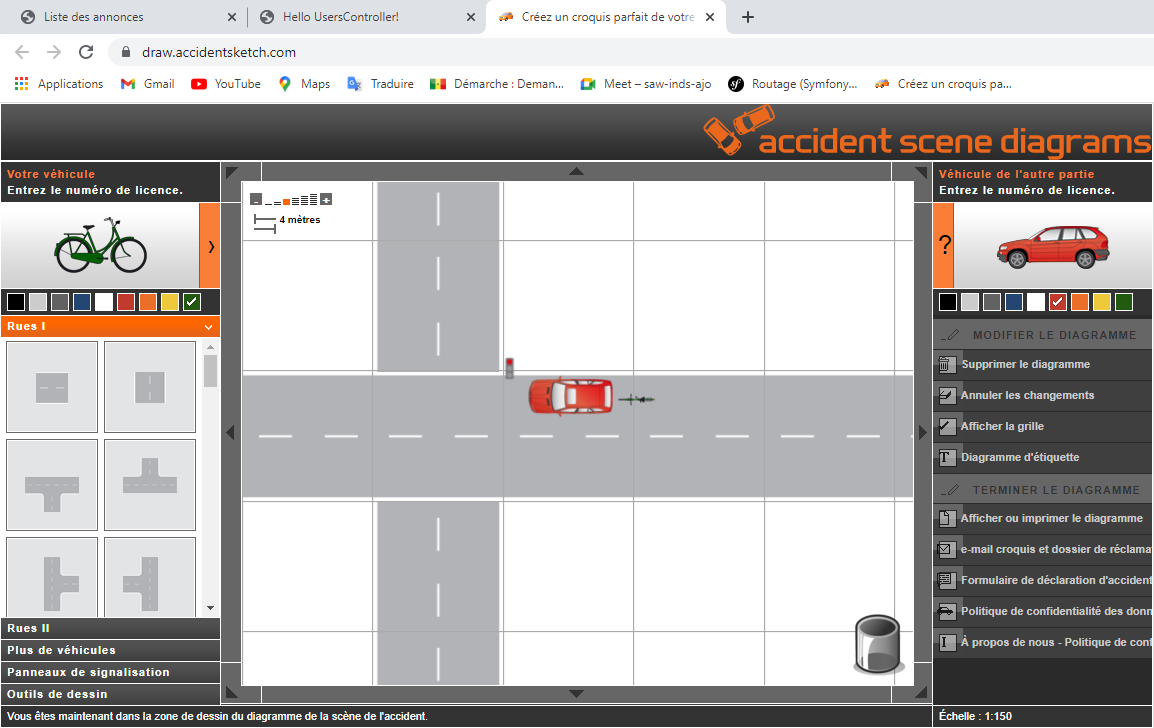 Liste des annonces
Hello UsersController!
Créez un croquis parfait de votre
draw.accidentsketch.com
Applications
Gmail
YouTube
Maps
Traduire
Démarche : Deman...
Meet – saw-inds-ajo
Routage (Symfony...
Créez un croquis pa...
accident scene diagrams
Votre véhicule
Entrez le numéro de licence.
4 mètres
Véhicule de l'autre partie
Entrez le numéro de licence.
?
Rues I
Rues II
Plus de véhicules
Panneaux de signalisation
Outils de dessin
MODIFIER LE DIAGRAMME
Supprimer le diagramme
Annuler les changements
Afficher la grille
T
Diagramme d'étiquette
TERMINER LE DIAGRAMME
Afficher ou imprimer le diagramme
e-mail croquis et dossier de réclama
Formulaire de déclaration d'accident
Politique de confidentialité des donn
I
À propos de nous - Politique de conf
Vous êtes maintenant dans la zone de dessin du diagramme de la scène de l'accident.
Échelle : 1:150